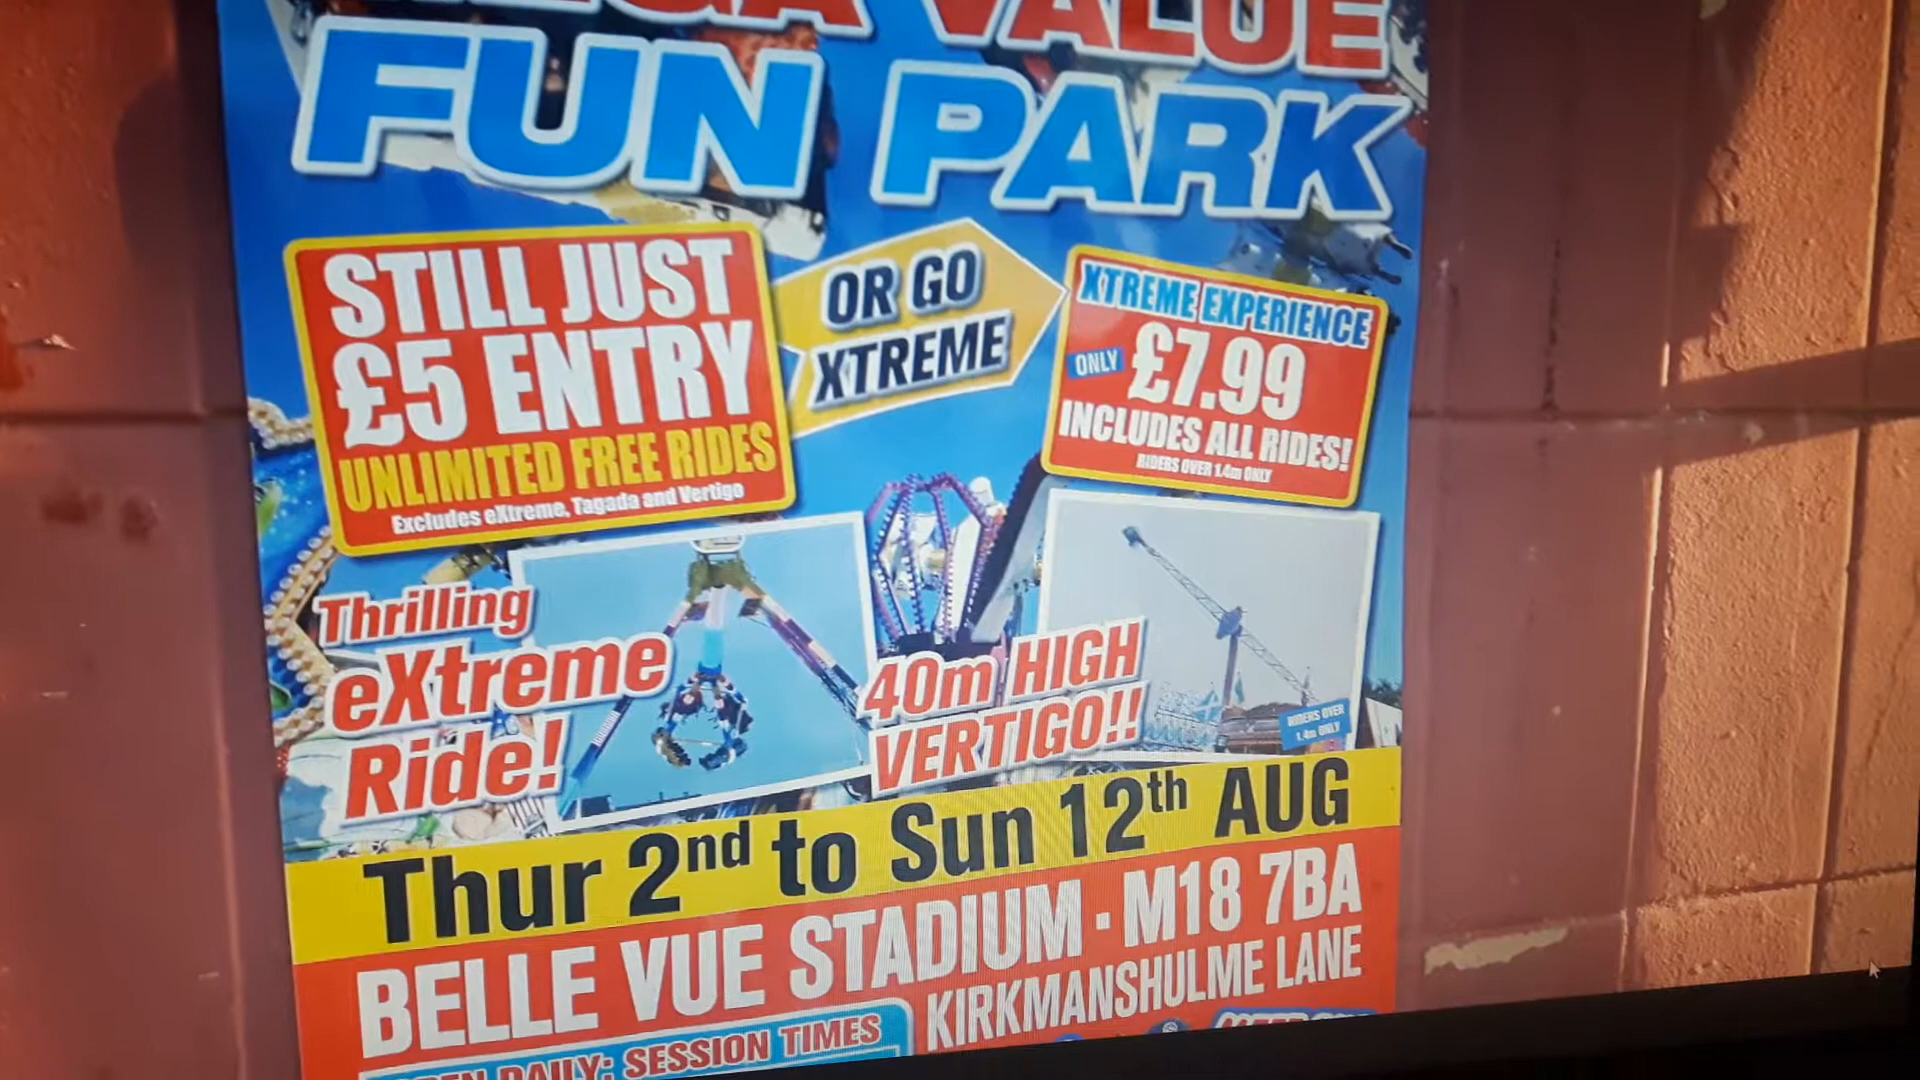 VALUE
FUN PARK
STILL JUST
£5 ENTRY
UNLIMITED FREE RIDES
Excludes eXtreme, Tagada and Vertigo
OR GO
XTREME
XTREME EXPERIENCE
ONLY £7.99
INCLUDES ALL RIDES!
RIDERS OVER 1.4m ONLY
Thrilling
eXtreme
Ride!
40m HIGH
VERTIGO!!
RIDERS OVER
1.4m ONLY
Thur 2nd to Sun 12th AUG
BELLE VUE STADIUM · M18 7BA
KIRKMANSHULME LANE
DAILY: SESSION TIMES